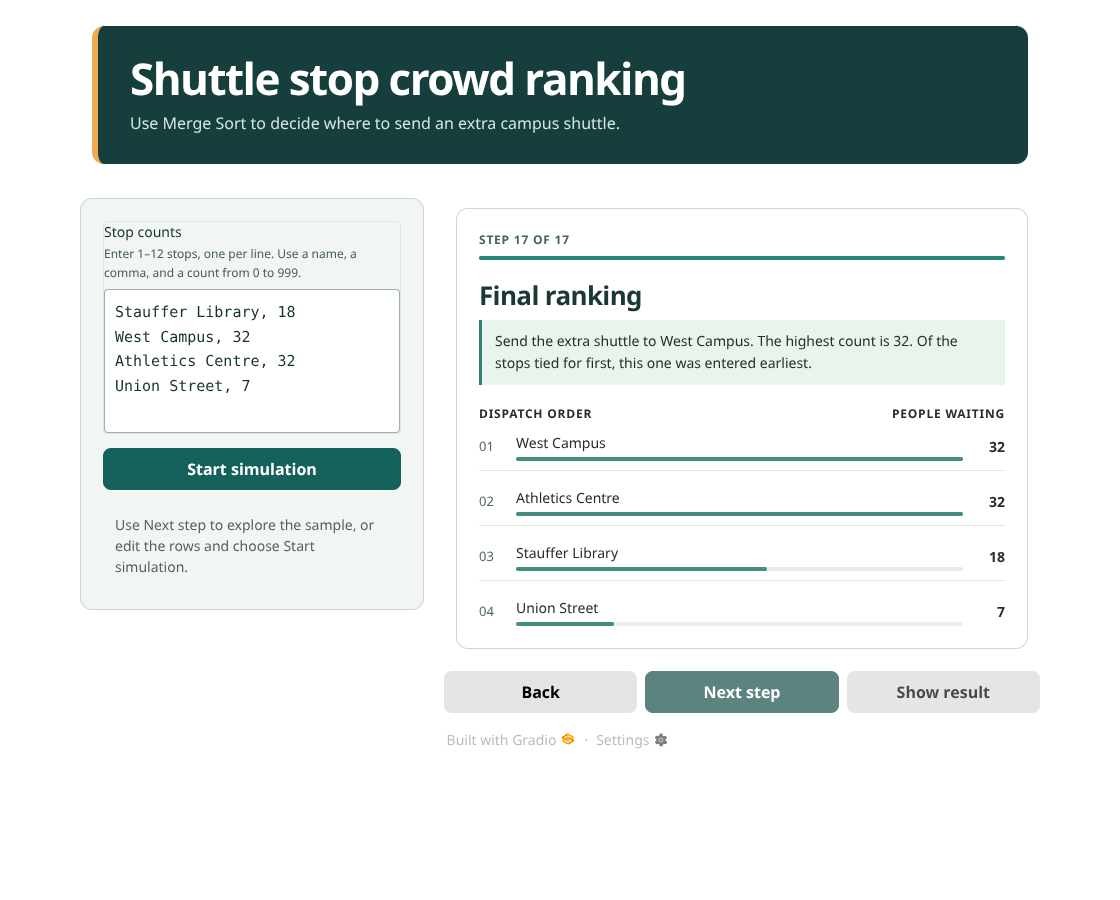 Shuttle stop crowd ranking
Use Merge Sort to decide where to send an extra campus shuttle.
Stop counts
Enter 1–12 stops, one per line. Use a name, a
comma, and a count from 0 to 999.
Stauffer Library, 18
West Campus, 32
Athletics Centre, 32
Union Street, 7
Start simulation
Use Next step to explore the sample, or
edit the rows and choose Start
simulation.
STEP 17 OF 17
Final ranking
Send the extra shuttle to West Campus. The highest count is 32. Of the
stops tied for first, this one was entered earliest.
DISPATCH ORDER PEOPLE WAITING
01 West Campus 32
02 Athletics Centre 32
03 Stauffer Library 18
04 Union Street 7
Back Next step Show result
Built with Gradio · Settings